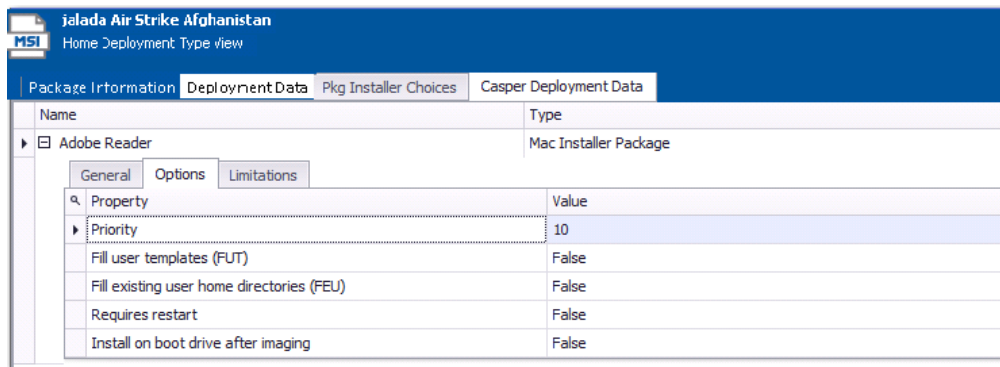 jalada Air Strike Afghanistan
MSI
Home Deployment Type View
Package Information Deployment Data Pkg Installer Choices Casper Deployment Data
Name Type
Adobe Reader Mac Installer Package
General Options Limitations
Property Value
Priority 10
Fill user templates (FUT) False
Fill existing user home directories (FEU) False
Requires restart False
Install on boot drive after imaging False